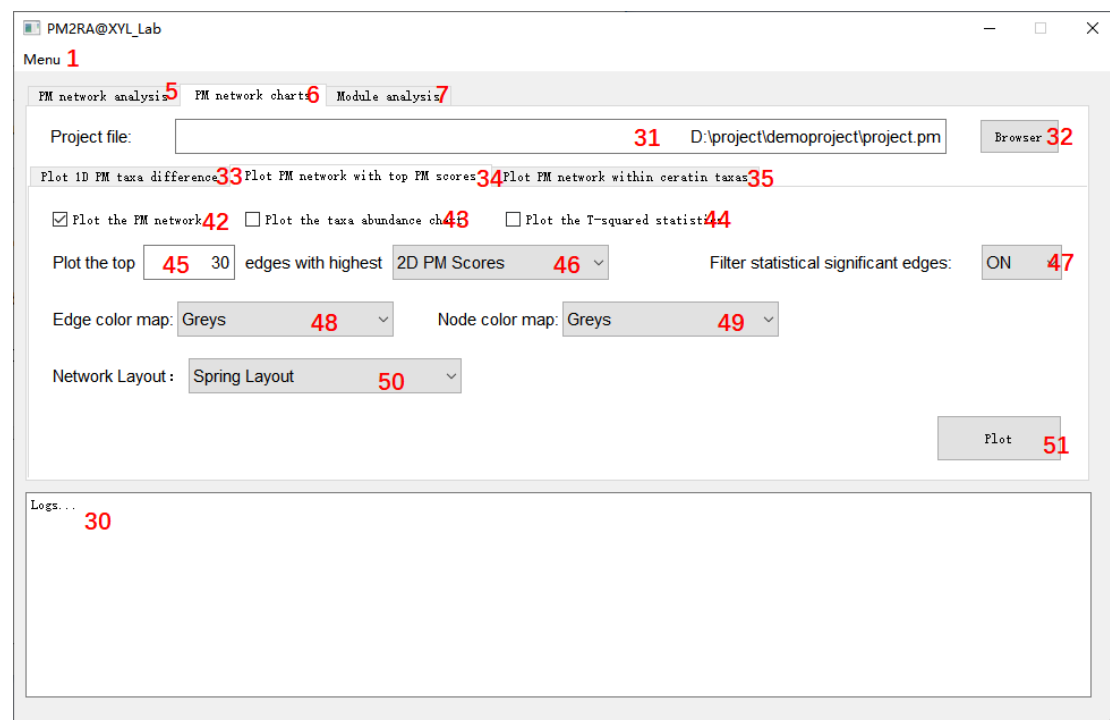 PM2RA@XYL_Lab
Menu 1
PM network analysis 5 PM network charts 6 Module analysis 7
Project file: 31 D:\project\demoproject\project.pm Browser 32
Plot 1D PM taxa difference 33 Plot PM network with top PM scores 34 Plot PM network within ceratin taxas 35
Plot the PM network 42 Plot the taxa abundance chart 43 Plot the T-squared statistics 44
Plot the top 45 30 edges with highest 2D PM Scores 46 Filter statistical significant edges: ON 47
Edge color map: Greys 48 Node color map: Greys 49
Network Layout: Spring Layout 50
Plot 51
Logs...
30